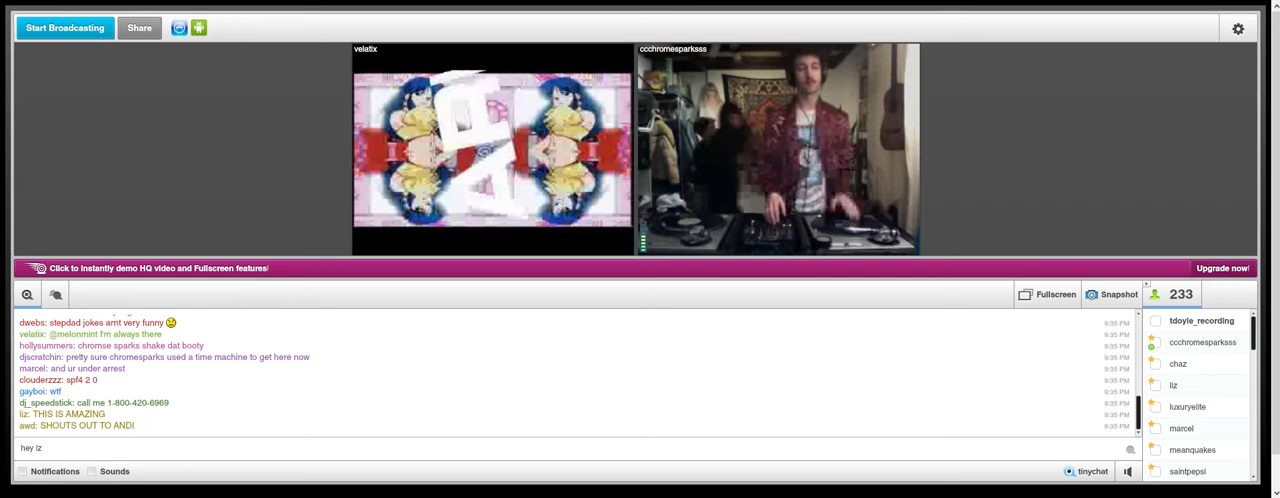 Start Broadcasting Share
velatix ccchromesparksss
Click to instantly demo HQ video and Fullscreen features! Upgrade now!
Fullscreen Snapshot 233
dwebs: stepdad jokes arnt very funny 9:35 PM
velatix: @melonmint I'm always there 9:35 PM
hollysummers: chromse sparks shake dat booty 9:35 PM
djscratchin: pretty sure chromesparks used a time machine to get here now 9:35 PM
marcel: and ur under arrest 9:35 PM
clouderzzz: spf4 2 0 9:35 PM
gayboi: wtf 9:35 PM
dj_speedstick: call me 1-800-420-6969 9:35 PM
liz: THIS IS AMAZING 9:35 PM
awd: SHOUTS OUT TO ANDI 9:35 PM
hey lz
Notifications Sounds tinychat
tdoyle_recording
ccchromesparksss
chaz
liz
luxuryelite
marcel
meanquakes
saintpepsi